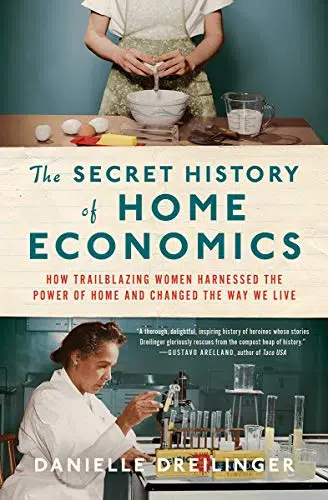 The SECRET HISTORY
of HOME
ECONOMICS
HOW TRAILBLAZING WOMEN HARNESSED THE
POWER OF HOME AND CHANGED THE WAY WE LIVE
"A thorough, delightful, inspiring history of heroines whose stories
Dreilinger gloriously rescues from the compost heap of history."
—GUSTAVO ARELLANO, author of Taco USA
DANIELLE DREILINGER